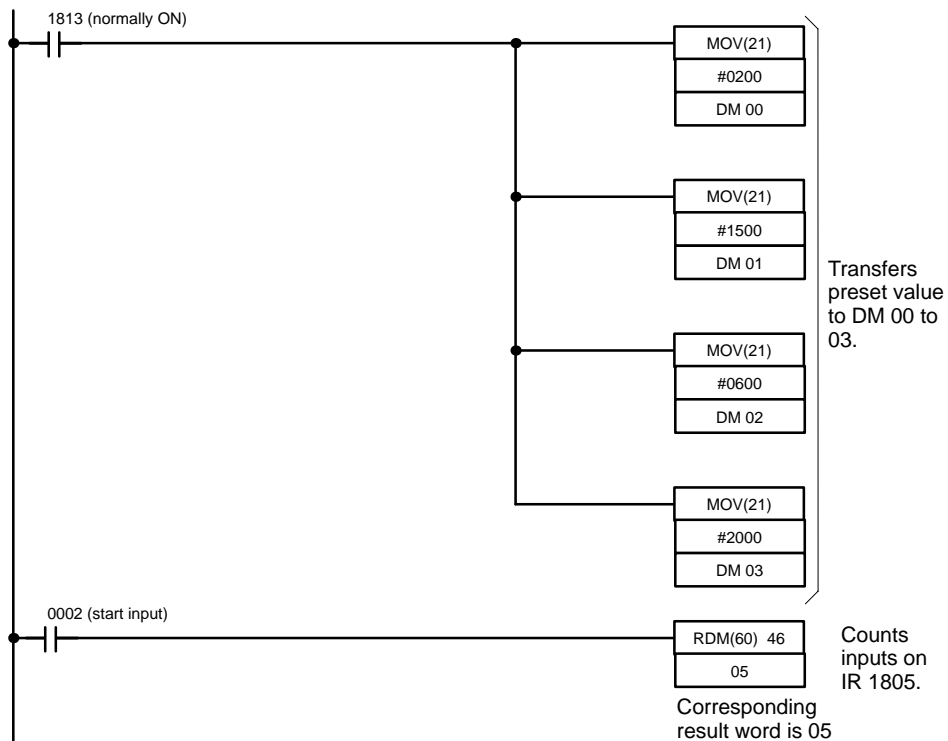 1813 (normally ON)
MOV(21)
#0200
DM 00
MOV(21)
#1500
DM 01
Transfers
preset value
to DM 00 to
03.
MOV(21)
#0600
DM 02
MOV(21)
#2000
DM 03
0002 (start input)
RDM(60) 46
05
Counts
inputs on
IR 1805.
Corresponding
result word is 05